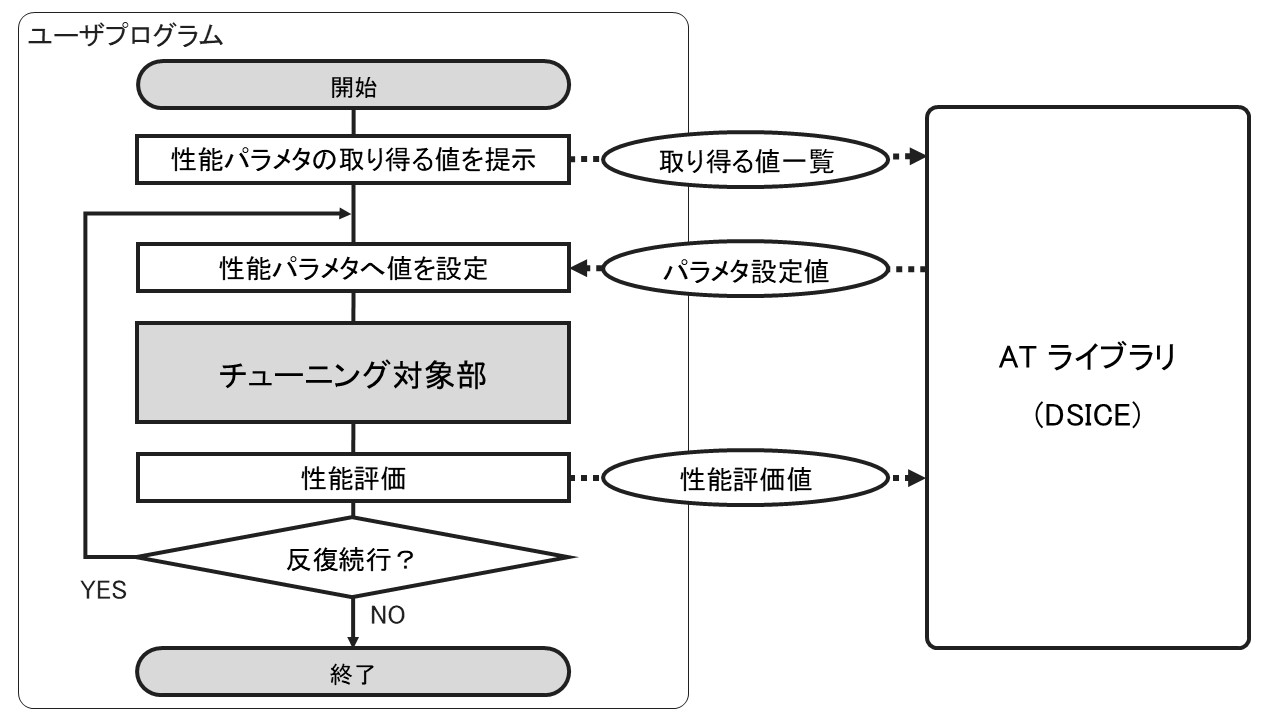 ユーザプログラム
開始
性能パラメタの取り得る値を提示
取り得る値一覧
性能パラメタへ値を設定
パラメタ設定値
チューニング対象部
AT ライブラリ
（DSICE）
性能評価
性能評価値
反復続行？
YES
NO
終了